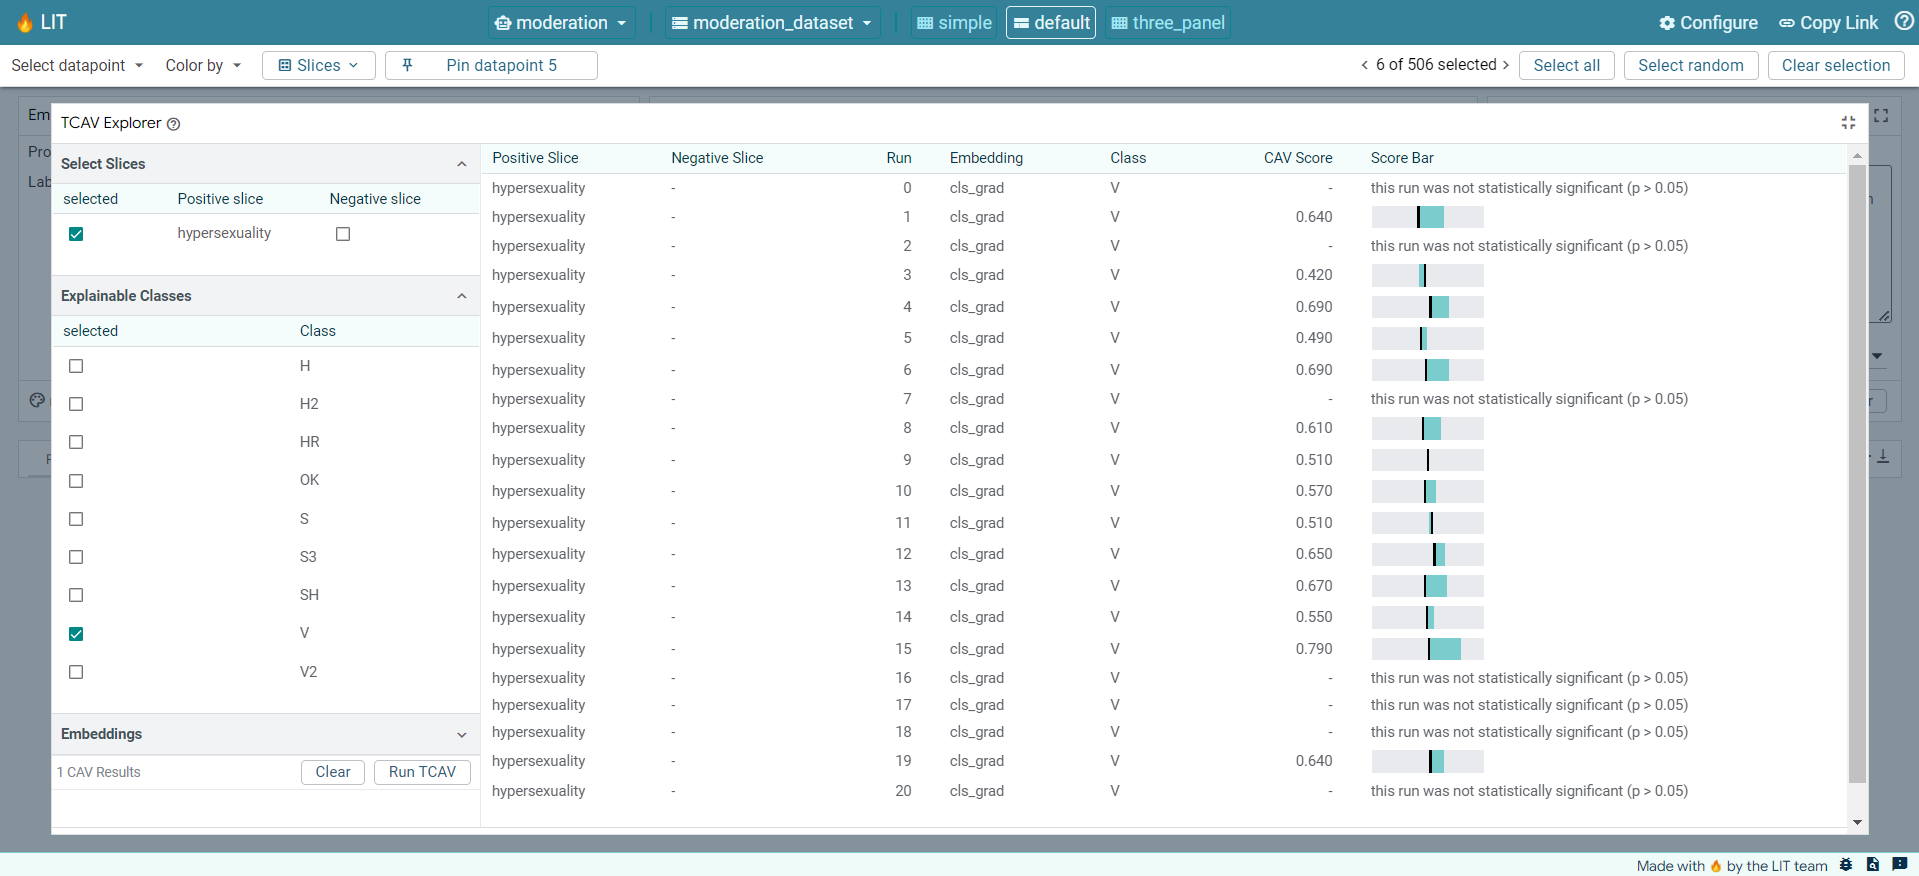 LIT moderation moderation_dataset simple default three_panel Configure Copy Link
Select datapoint Color by Slices Pin datapoint 5 6 of 506 selected Select all Select random Clear selection
Em
Pro
Lab
TCAV Explorer
Select Slices
selected Positive slice Negative slice
hypersexuality
Explainable Classes
selected Class
H
H2
HR
OK
S
S3
SH
V
V2
Embeddings
1 CAV Results Clear Run TCAV
Positive Slice Negative Slice Run Embedding Class CAV Score Score Bar
hypersexuality - 0 cls_grad V - this run was not statistically significant (p > 0.05)
hypersexuality - 1 cls_grad V 0.640
hypersexuality - 2 cls_grad V - this run was not statistically significant (p > 0.05)
hypersexuality - 3 cls_grad V 0.420
hypersexuality - 4 cls_grad V 0.690
hypersexuality - 5 cls_grad V 0.490
hypersexuality - 6 cls_grad V 0.690
hypersexuality - 7 cls_grad V - this run was not statistically significant (p > 0.05)
hypersexuality - 8 cls_grad V 0.610
hypersexuality - 9 cls_grad V 0.510
hypersexuality - 10 cls_grad V 0.570
hypersexuality - 11 cls_grad V 0.510
hypersexuality - 12 cls_grad V 0.650
hypersexuality - 13 cls_grad V 0.670
hypersexuality - 14 cls_grad V 0.550
hypersexuality - 15 cls_grad V 0.790
hypersexuality - 16 cls_grad V - this run was not statistically significant (p > 0.05)
hypersexuality - 17 cls_grad V - this run was not statistically significant (p > 0.05)
hypersexuality - 18 cls_grad V - this run was not statistically significant (p > 0.05)
hypersexuality - 19 cls_grad V 0.640
hypersexuality - 20 cls_grad V - this run was not statistically significant (p > 0.05)
Made with by the LIT team